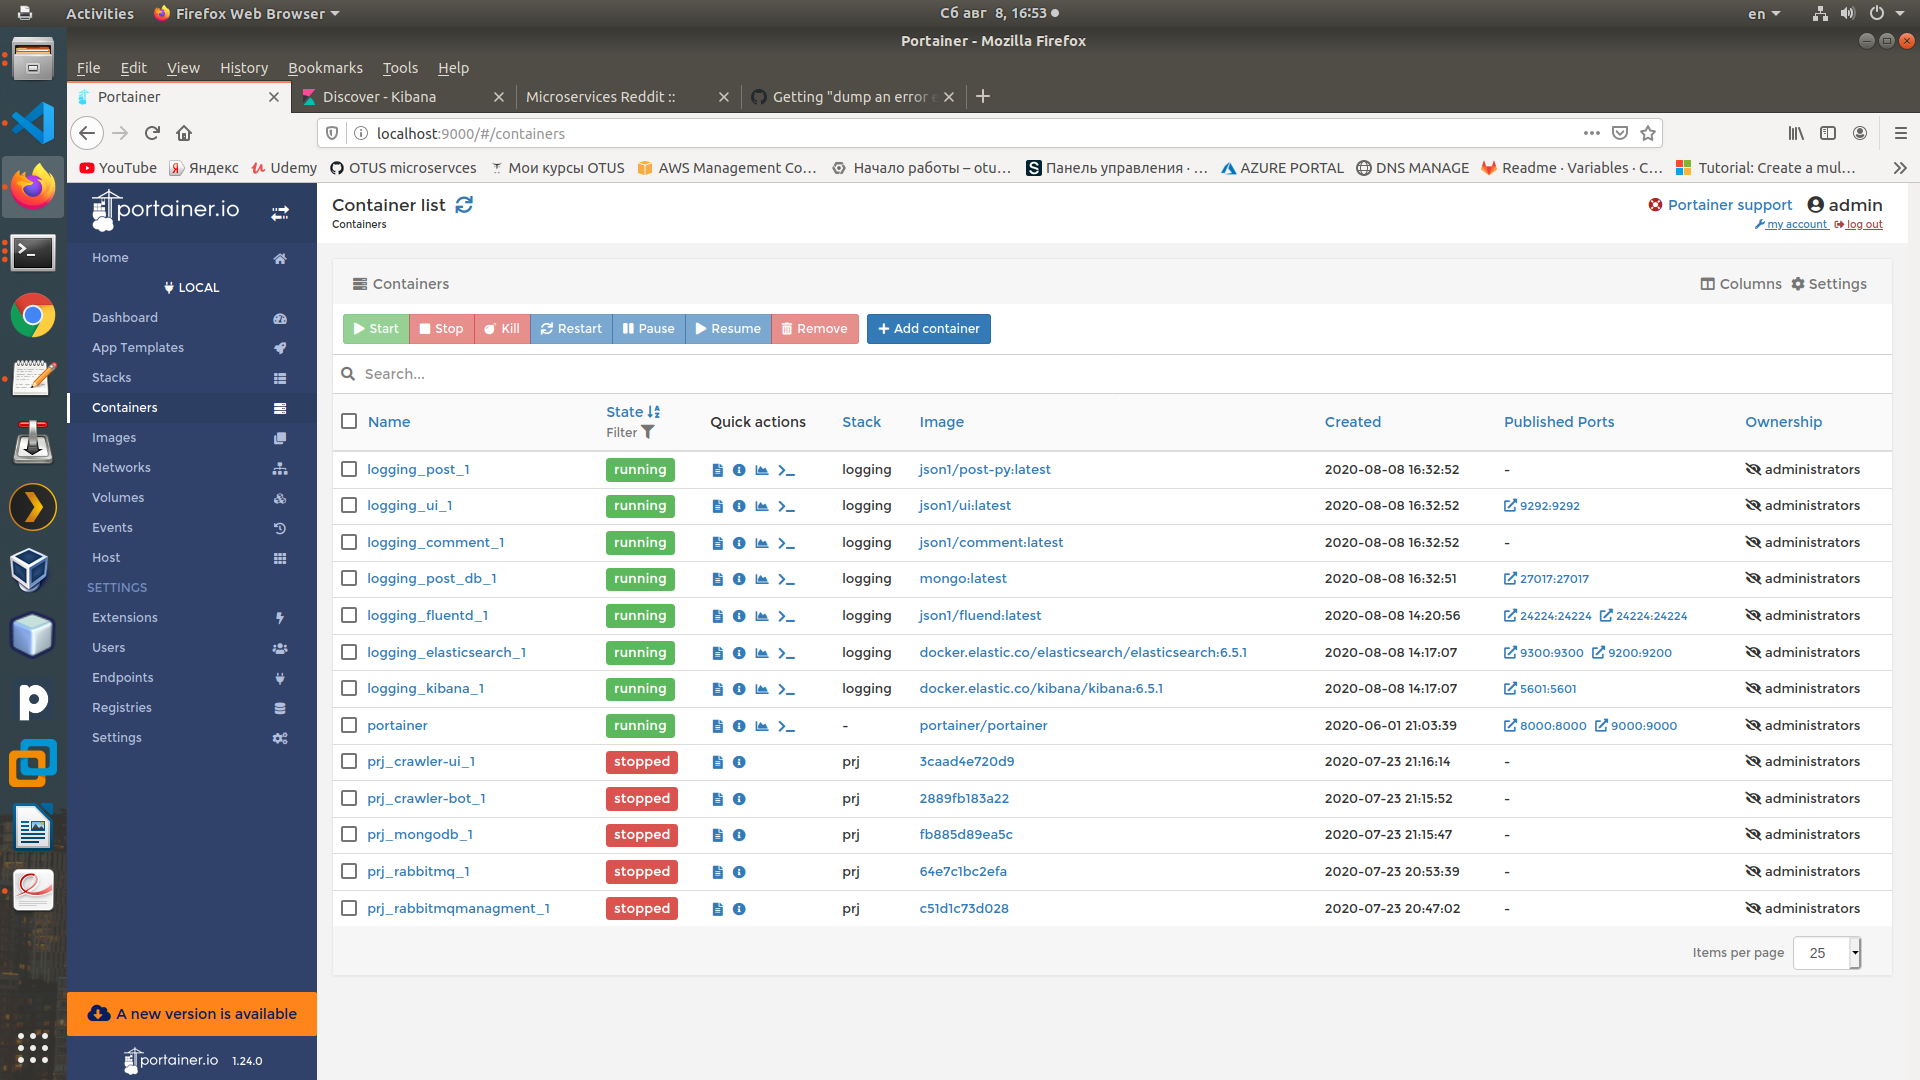 Activities Firefox Web Browser Сб авг 8, 16:53 en
Portainer - Mozilla Firefox
File Edit View History Bookmarks Tools Help
Portainer Discover - Kibana Microservices Reddit :: Getting "dump an error
localhost:9000/#/containers
YouTube Яндекс Udemy OTUS microservces Мои курсы OTUS AWS Management Co... Начало работы – otu... Панель управления · ... AZURE PORTAL DNS MANAGE Readme · Variables · C... Tutorial: Create a mul...
portainer.io
Container list
Containers
Portainer support admin
my account log out
Home
LOCAL
Dashboard
App Templates
Stacks
Containers
Images
Networks
Volumes
Events
Host
SETTINGS
Extensions
Users
Endpoints
Registries
Settings
A new version is available
portainer.io 1.24.0
Containers Columns Settings
Start Stop Kill Restart Pause Resume Remove Add container
Search...
Name State Filter Quick actions Stack Image Created Published Ports Ownership
logging_post_1 running logging json1/post-py:latest 2020-08-08 16:32:52 - administrators
logging_ui_1 running logging json1/ui:latest 2020-08-08 16:32:52 9292:9292 administrators
logging_comment_1 running logging json1/comment:latest 2020-08-08 16:32:52 - administrators
logging_post_db_1 running logging mongo:latest 2020-08-08 16:32:51 27017:27017 administrators
logging_fluentd_1 running logging json1/fluend:latest 2020-08-08 14:20:56 24224:24224 24224:24224 administrators
logging_elasticsearch_1 running logging docker.elastic.co/elasticsearch/elasticsearch:6.5.1 2020-08-08 14:17:07 9300:9300 9200:9200 administrators
logging_kibana_1 running logging docker.elastic.co/kibana/kibana:6.5.1 2020-08-08 14:17:07 5601:5601 administrators
portainer running - portainer/portainer 2020-06-01 21:03:39 8000:8000 9000:9000 administrators
prj_crawler-ui_1 stopped prj 3caad4e720d9 2020-07-23 21:16:14 - administrators
prj_crawler-bot_1 stopped prj 2889fb183a22 2020-07-23 21:15:52 - administrators
prj_mongodb_1 stopped prj fb885d89ea5c 2020-07-23 21:15:47 - administrators
prj_rabbitmq_1 stopped prj 64e7c1bc2efa 2020-07-23 20:53:39 - administrators
prj_rabbitmqmanagment_1 stopped prj c51d1c73d028 2020-07-23 20:47:02 - administrators
Items per page 25